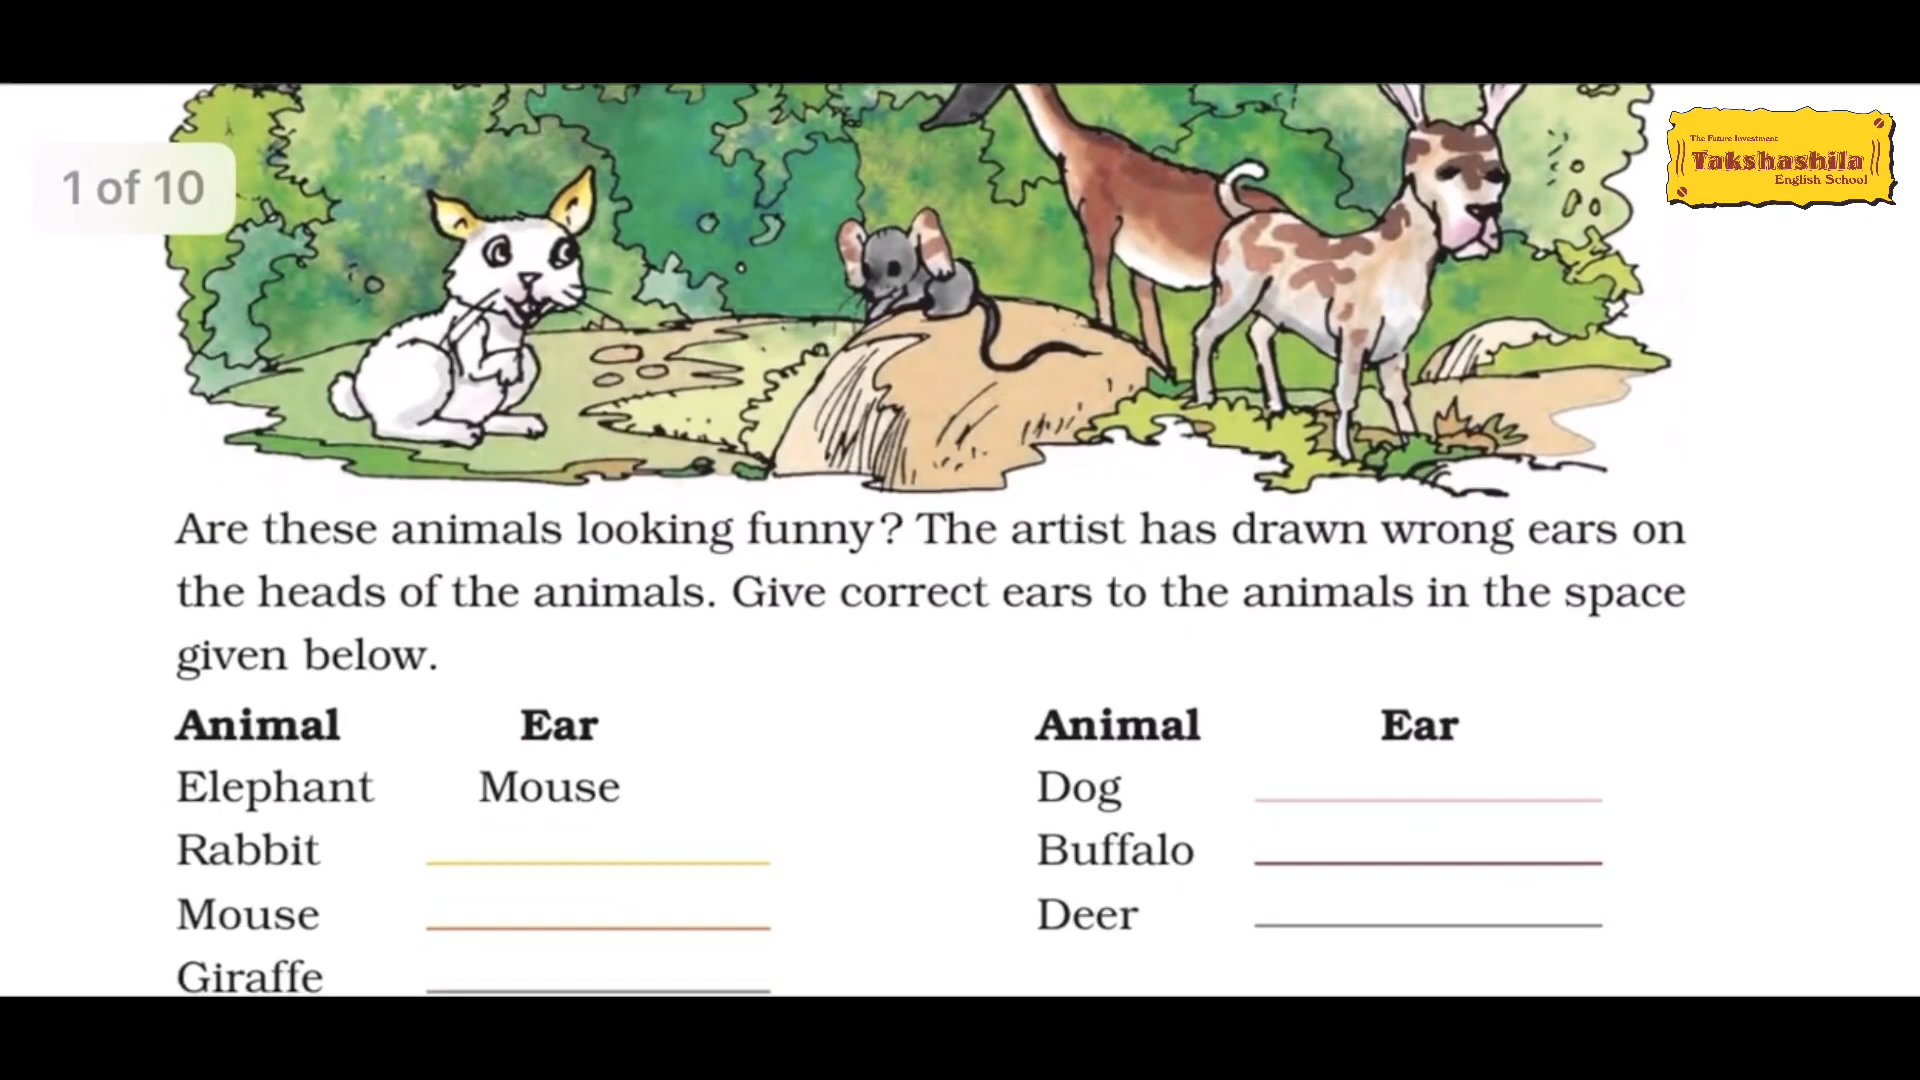 1 of 10
The Future Investment
Takshashila
English School
Are these animals looking funny? The artist has drawn wrong ears on
the heads of the animals. Give correct ears to the animals in the space
given below.
Animal Ear Animal Ear
Elephant Mouse Dog
Rabbit Buffalo
Mouse Deer
Giraffe